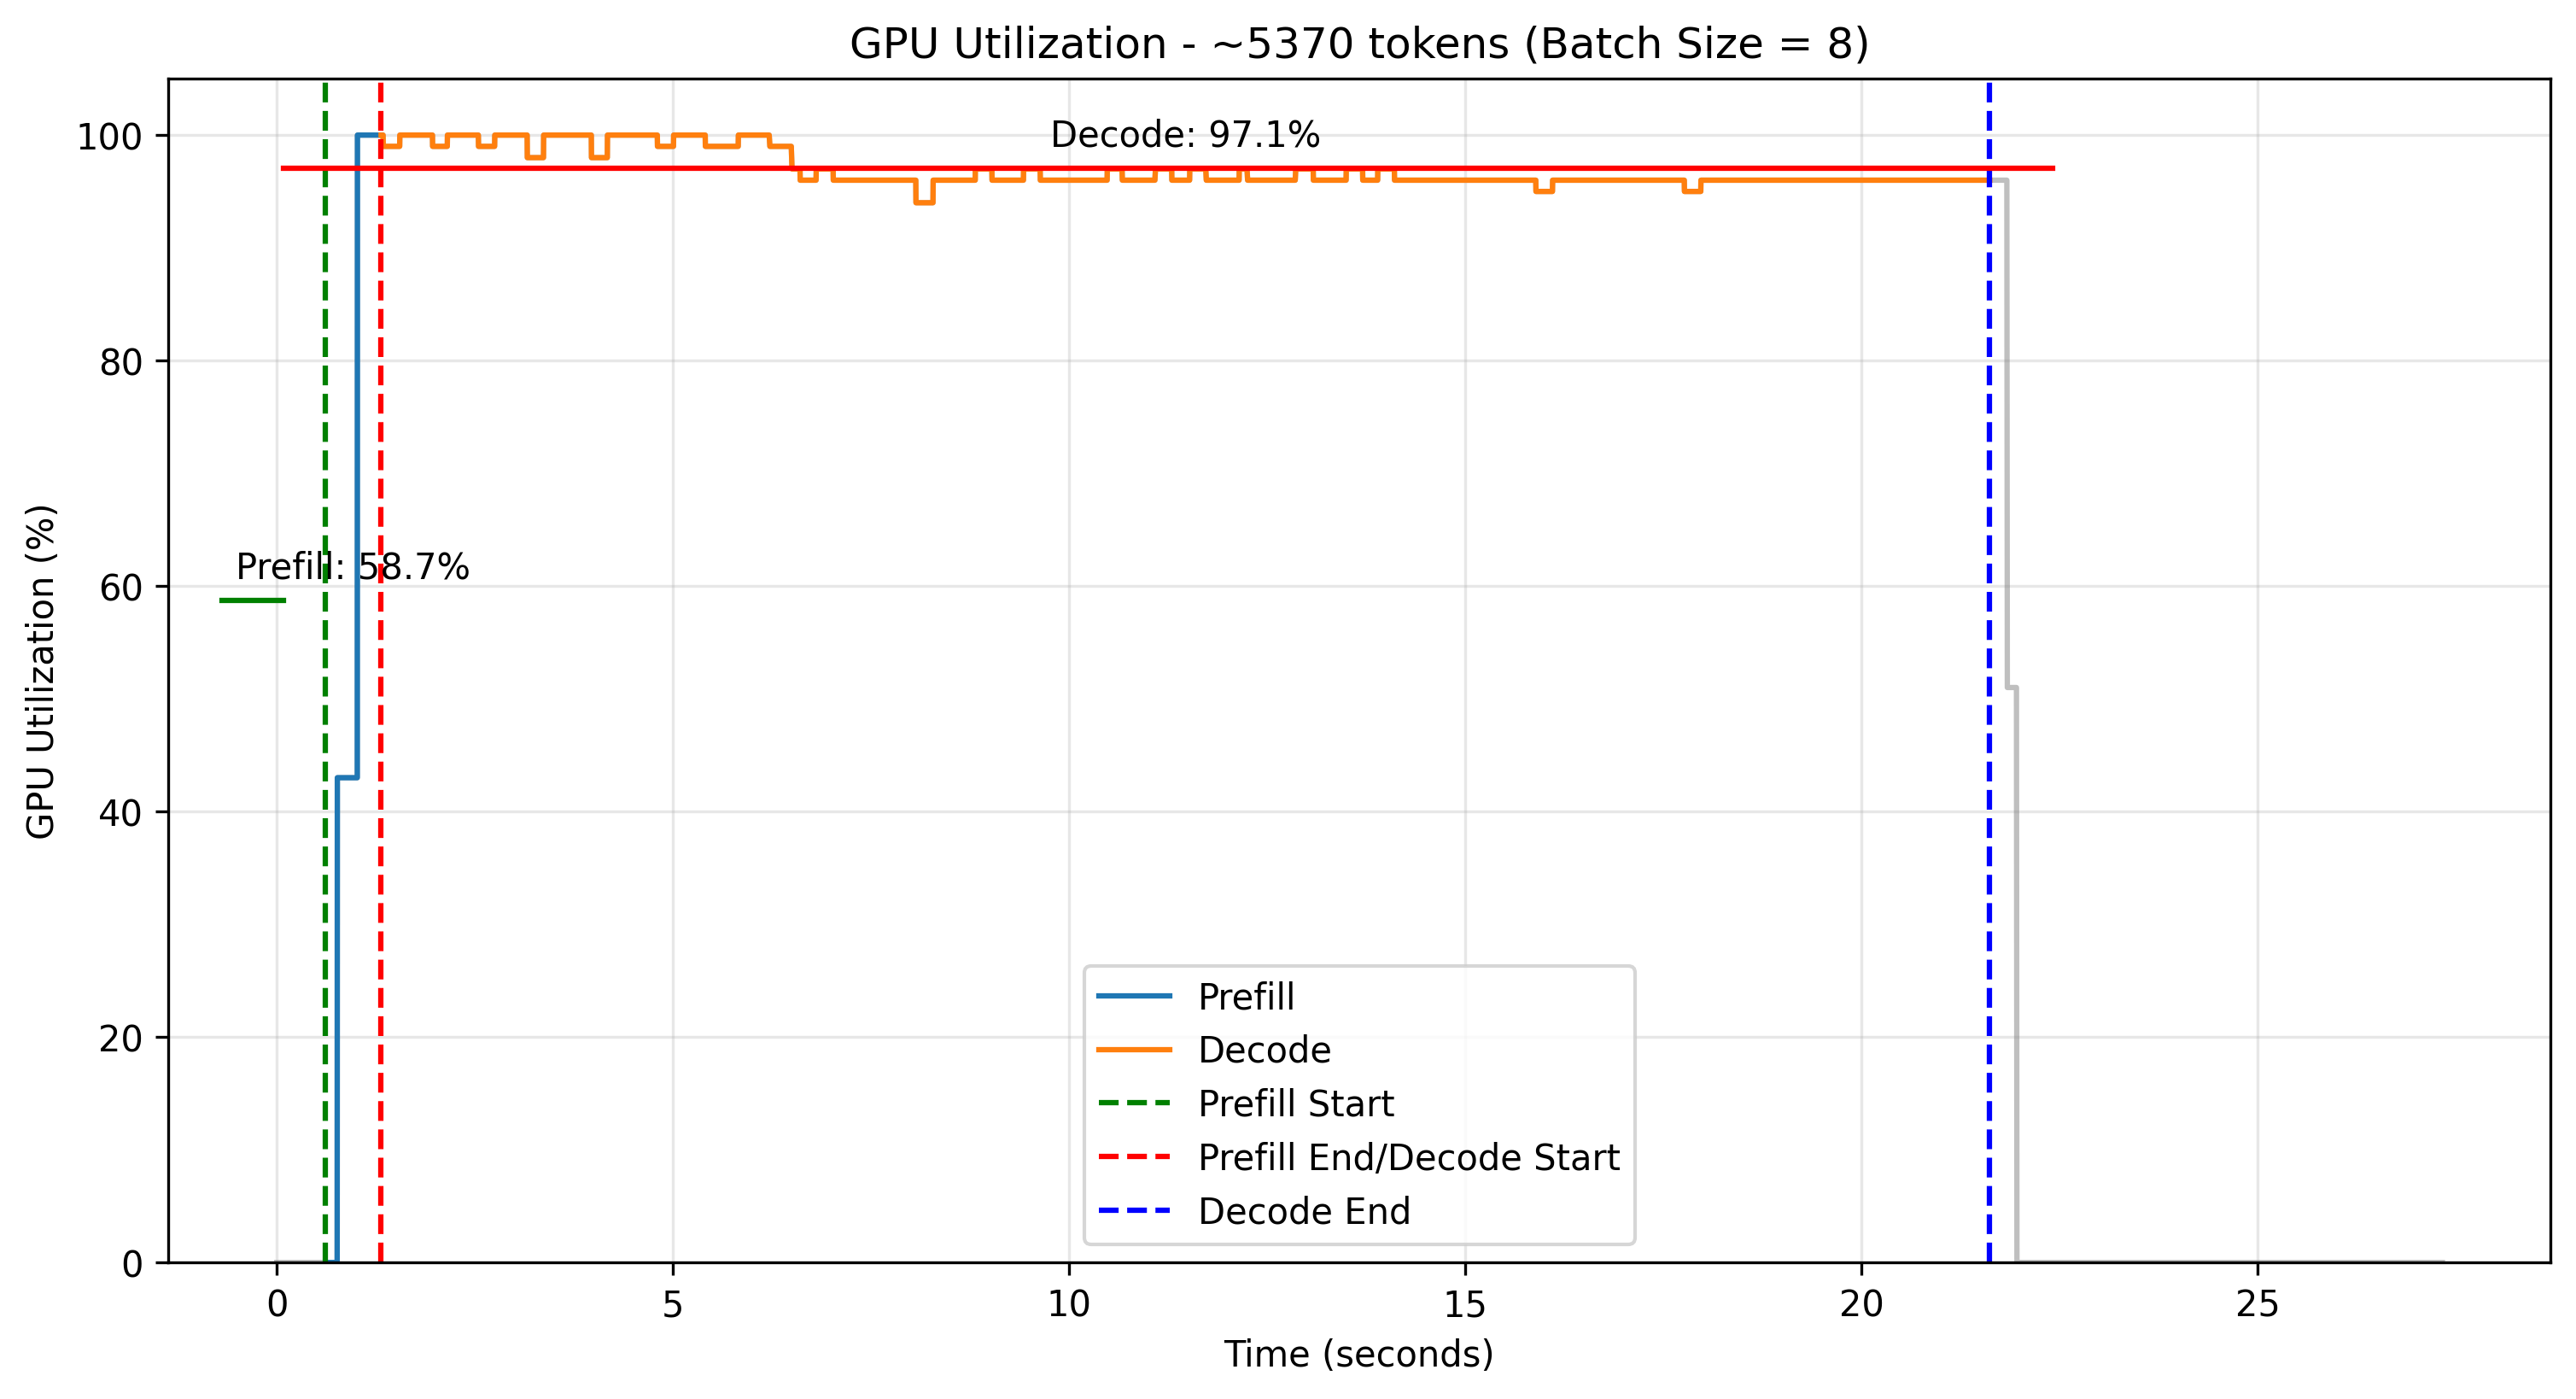 GPU Utilization - ~5370 tokens (Batch Size = 8)
GPU Utilization (%)
100
80
60
40
20
0
Decode: 97.1%
Prefill: 58.7%
Prefill
Decode
Prefill Start
Prefill End/Decode Start
Decode End
0
5
10
15
20
25
Time (seconds)